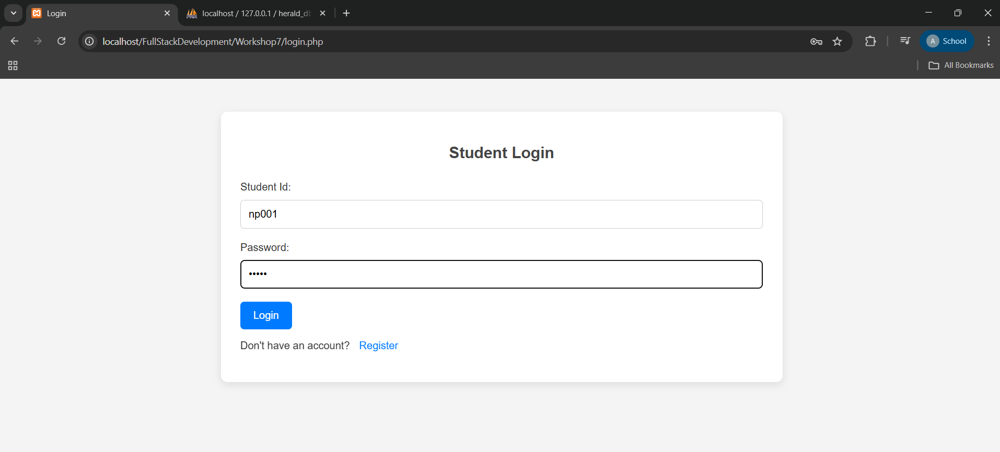 Login
localhost / 127.0.0.1 / herald_db
localhost/FullStackDevelopment/Workshop7/login.php
A School
All Bookmarks
Student Login
Student Id:
np001
Password:
•••••
Login
Don't have an account? Register